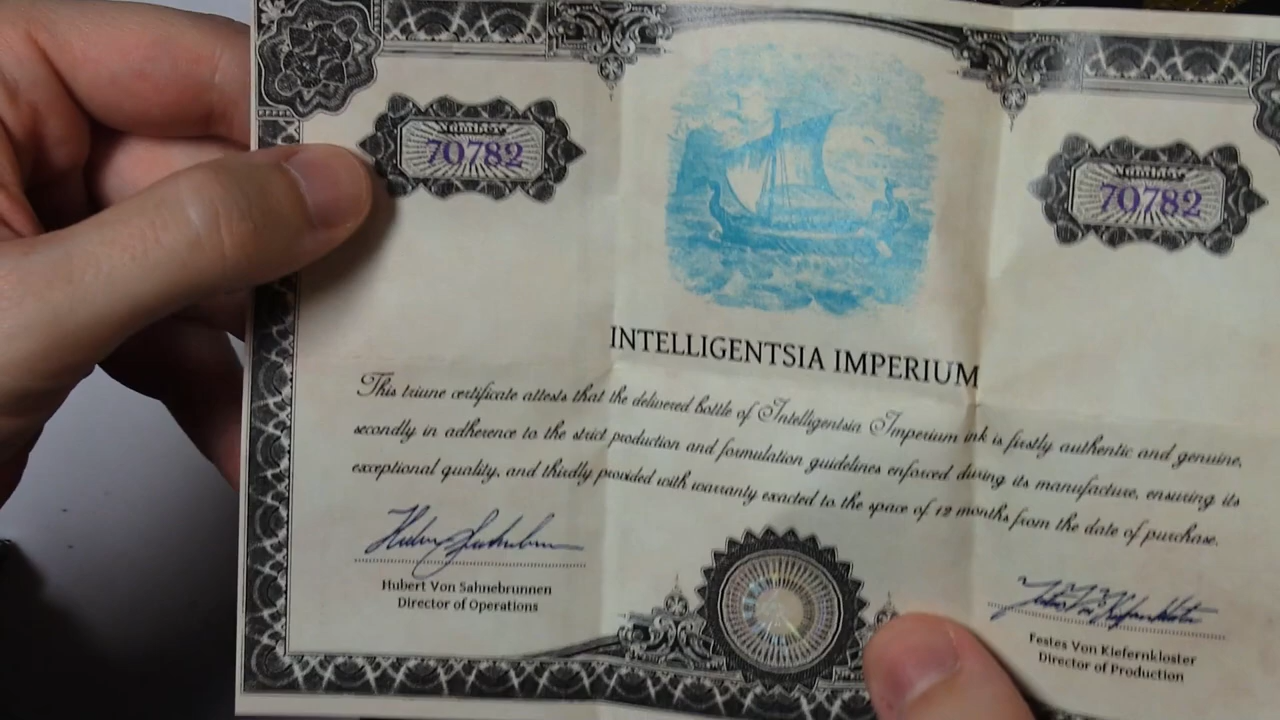 NUMBER
70782
NUMBER
70782
INTELLIGENTSIA IMPERIUM
This triune certificate attests that the delivered bottle of Intelligentsia Imperium ink is firstly authentic and genuine,
secondly in adherence to the strict production and formulation guidelines enforced during its manufacture, ensuring its
exceptional quality, and thirdly provided with warranty exacted to the space of 12 months from the date of purchase.
Hubert Von Sahnebrunnen
Director of Operations
Festes Von Kiefernkloster
Director of Production